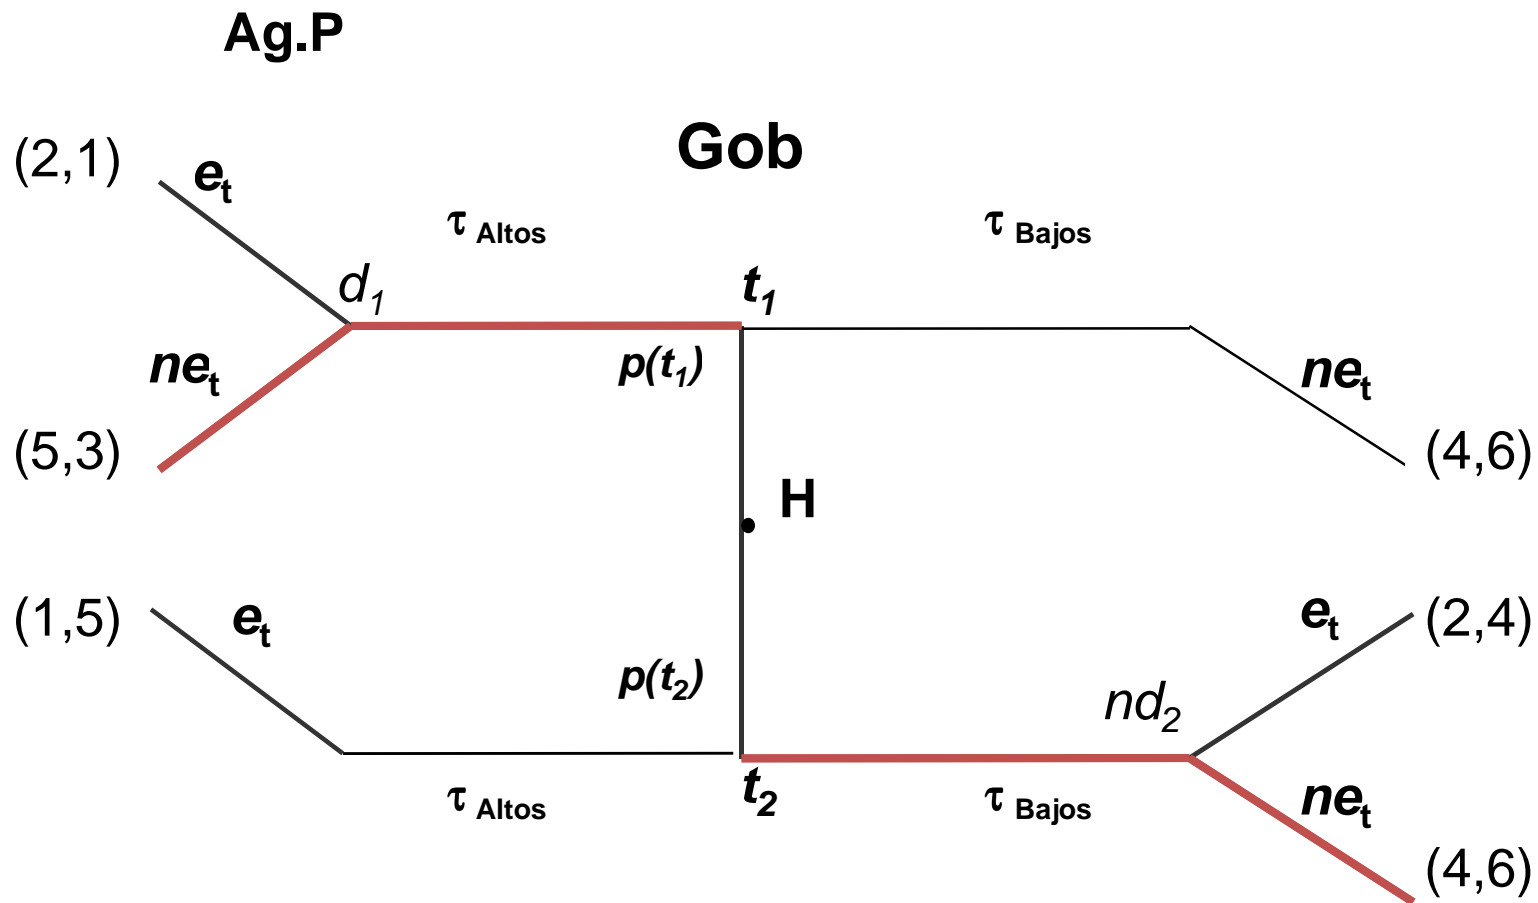 Ag.P
Gob
(2,1)
e_t
τ Altos
τ Bajos
d_1
t_1
ne_t
p(t_1)
ne_t
(5,3)
(4,6)
H
(1,5)
e_t
e_t
(2,4)
p(t_2)
nd_2
τ Altos
t_2
τ Bajos
ne_t
(4,6)